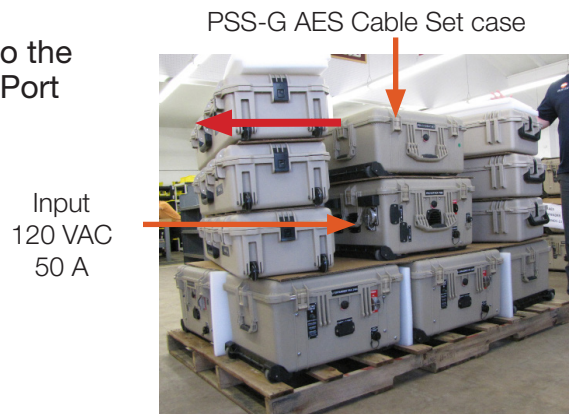 PSS-G AES Cable Set case
o the
Port
Input
120 VAC
50 A